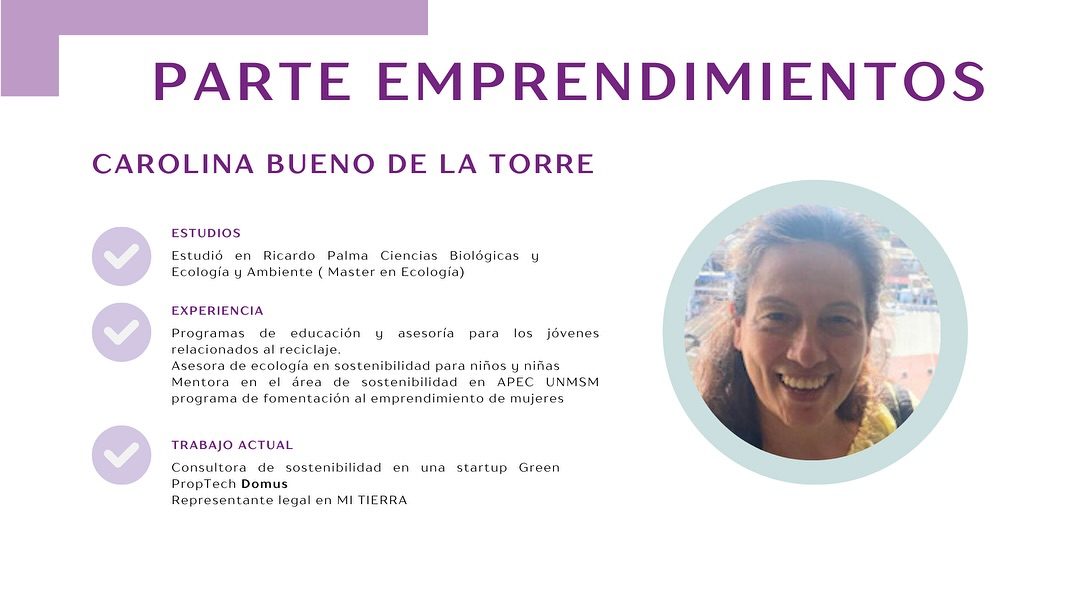 PARTE EMPRENDIMIENTOS
CAROLINA BUENO DE LA TORRE
ESTUDIOS
Estudió en Ricardo Palma Ciencias Biológicas y
Ecología y Ambiente ( Master en Ecología)
EXPERIENCIA
Programas de educación y asesoría para los jóvenes
relacionados al reciclaje.
Asesora de ecología en sostenibilidad para niños y niñas
Mentora en el área de sostenibilidad en APEC UNMSM
programa de fomentación al emprendimiento de mujeres
TRABAJO ACTUAL
Consultora de sostenibilidad en una startup Green
PropTech Domus
Representante legal en MI TIERRA